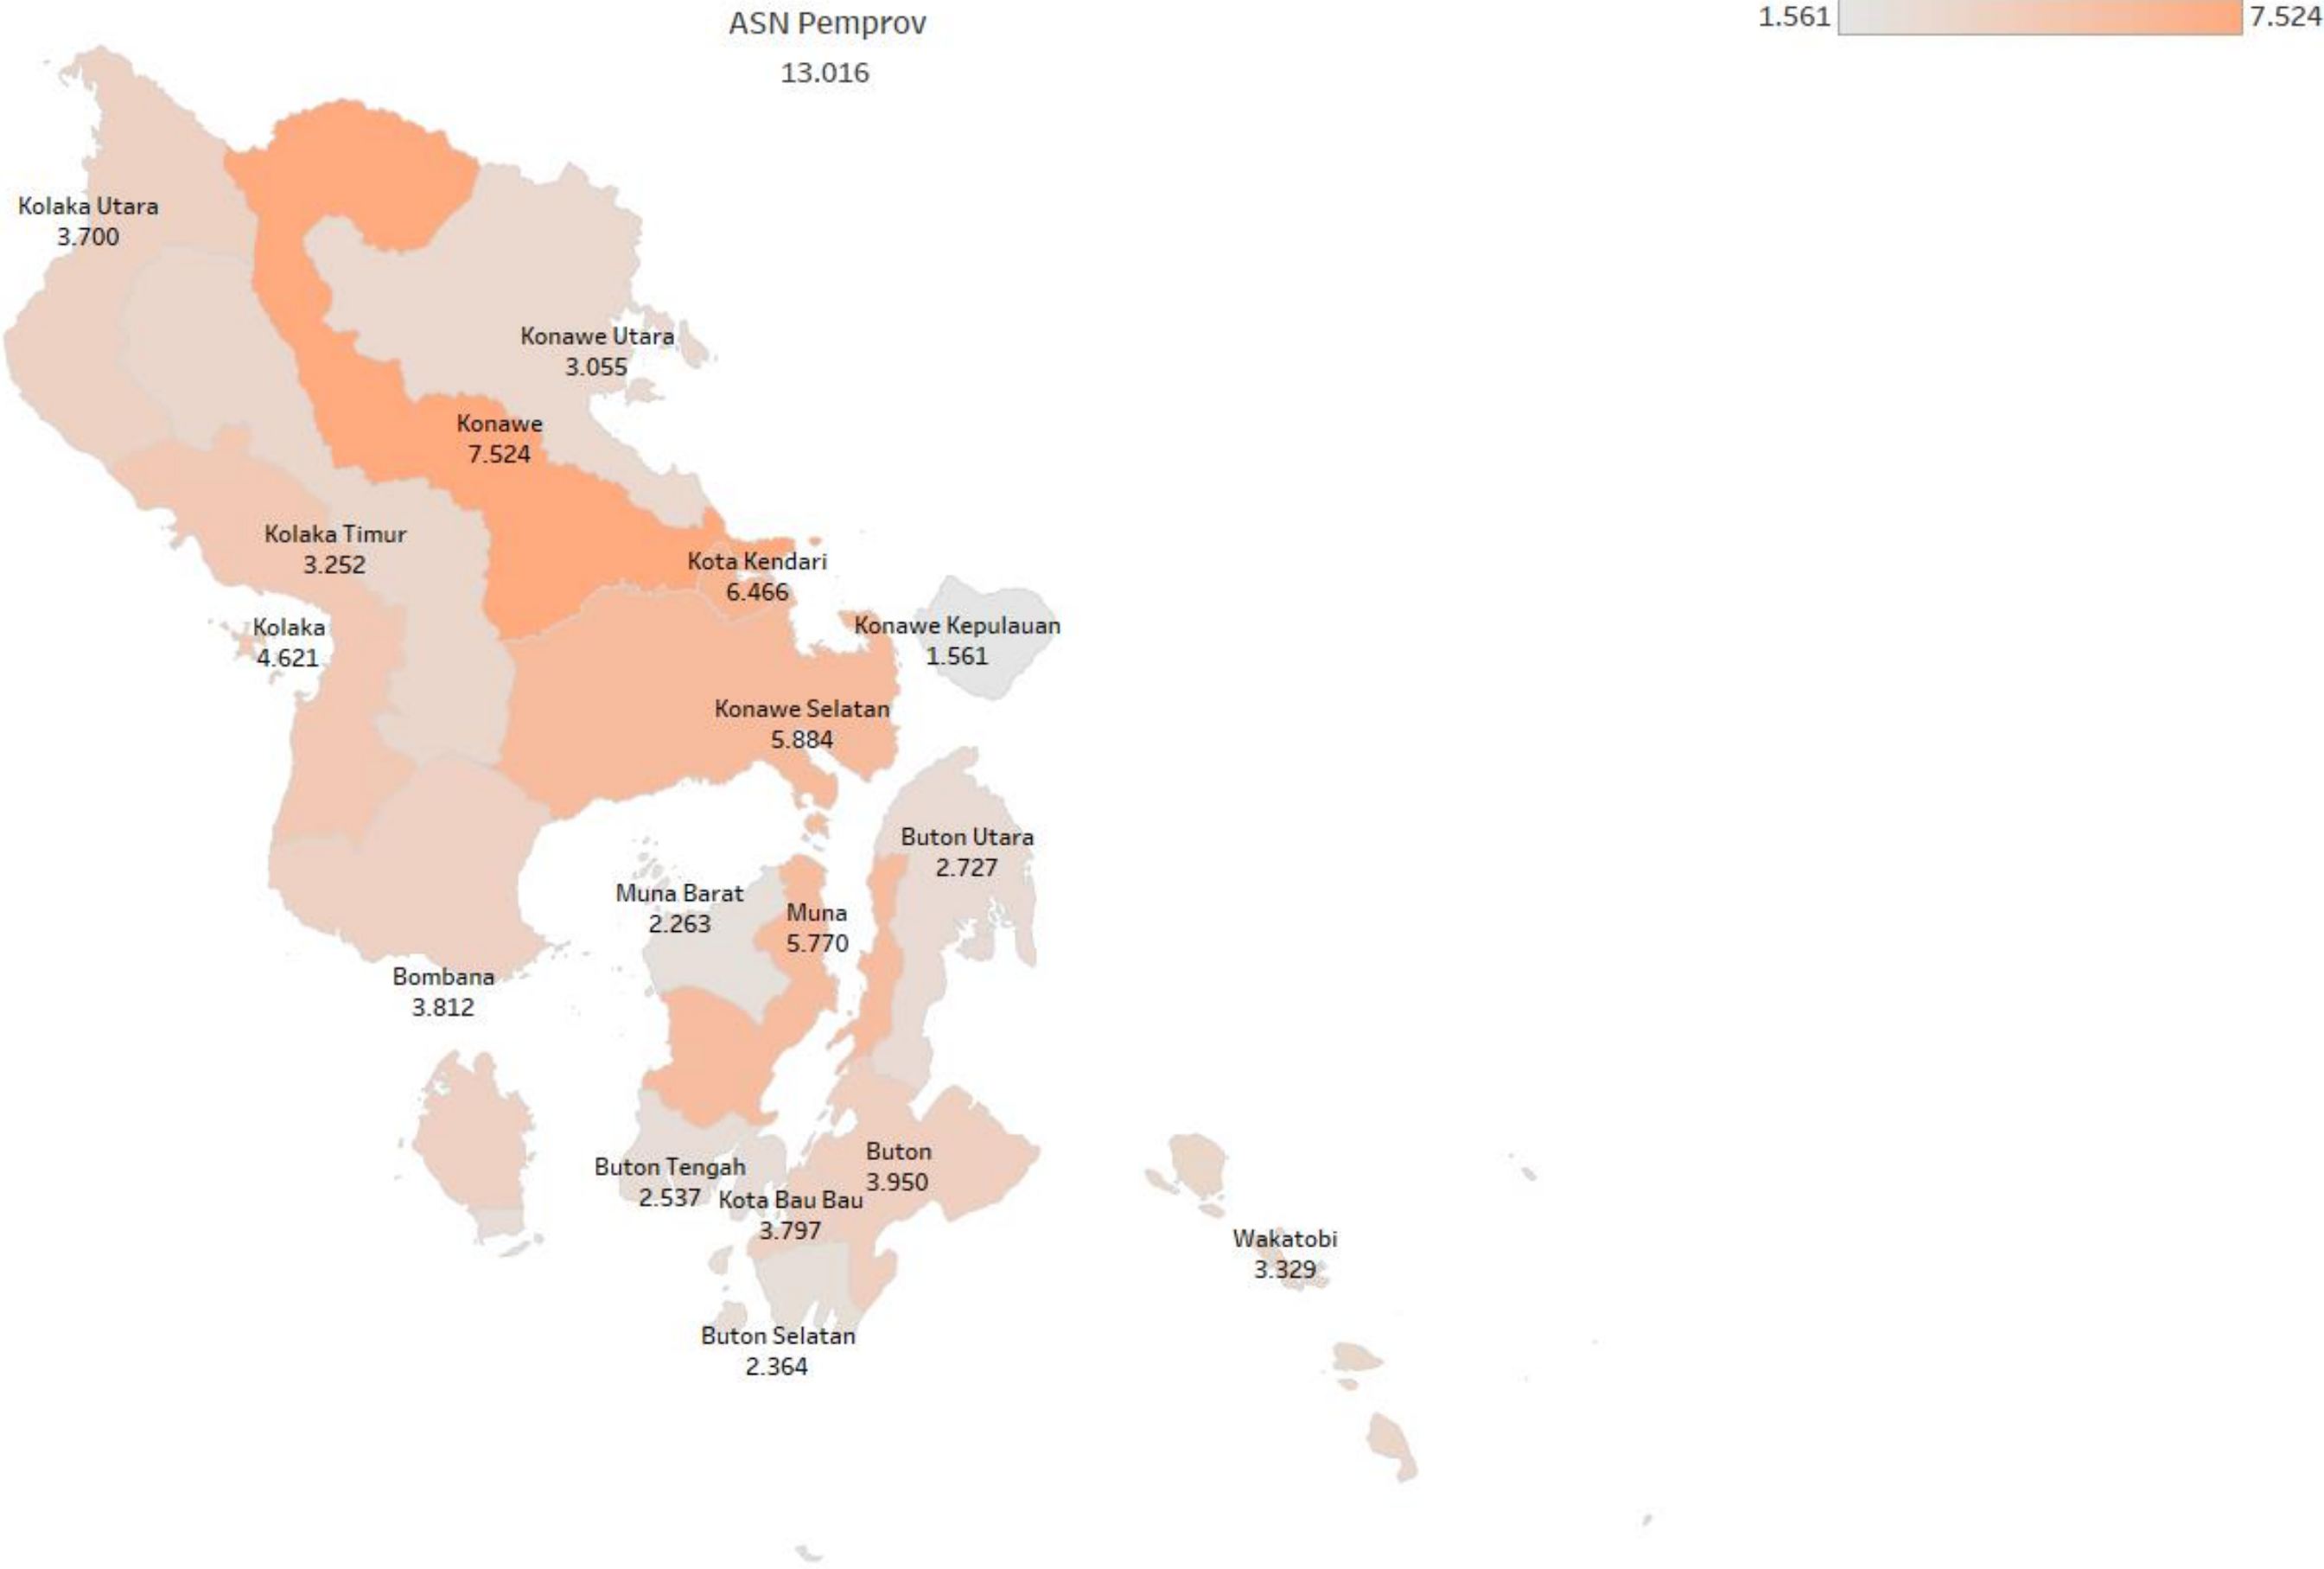 ASN Pemprov
13.016
1.561
7.524
Kolaka Utara
3.700
Konawe Utara
3.055
Konawe
7.524
Kolaka Timur
3.252
Kota Kendari
6.466
Kolaka
4.621
Konawe Kepulauan
1.561
Konawe Selatan
5.884
Buton Utara
2.727
Muna Barat
2.263
Muna
5.770
Bombana
3.812
Buton
3.950
Buton Tengah
2.537
Kota Bau Bau
3.797
Wakatobi
3.329
Buton Selatan
2.364